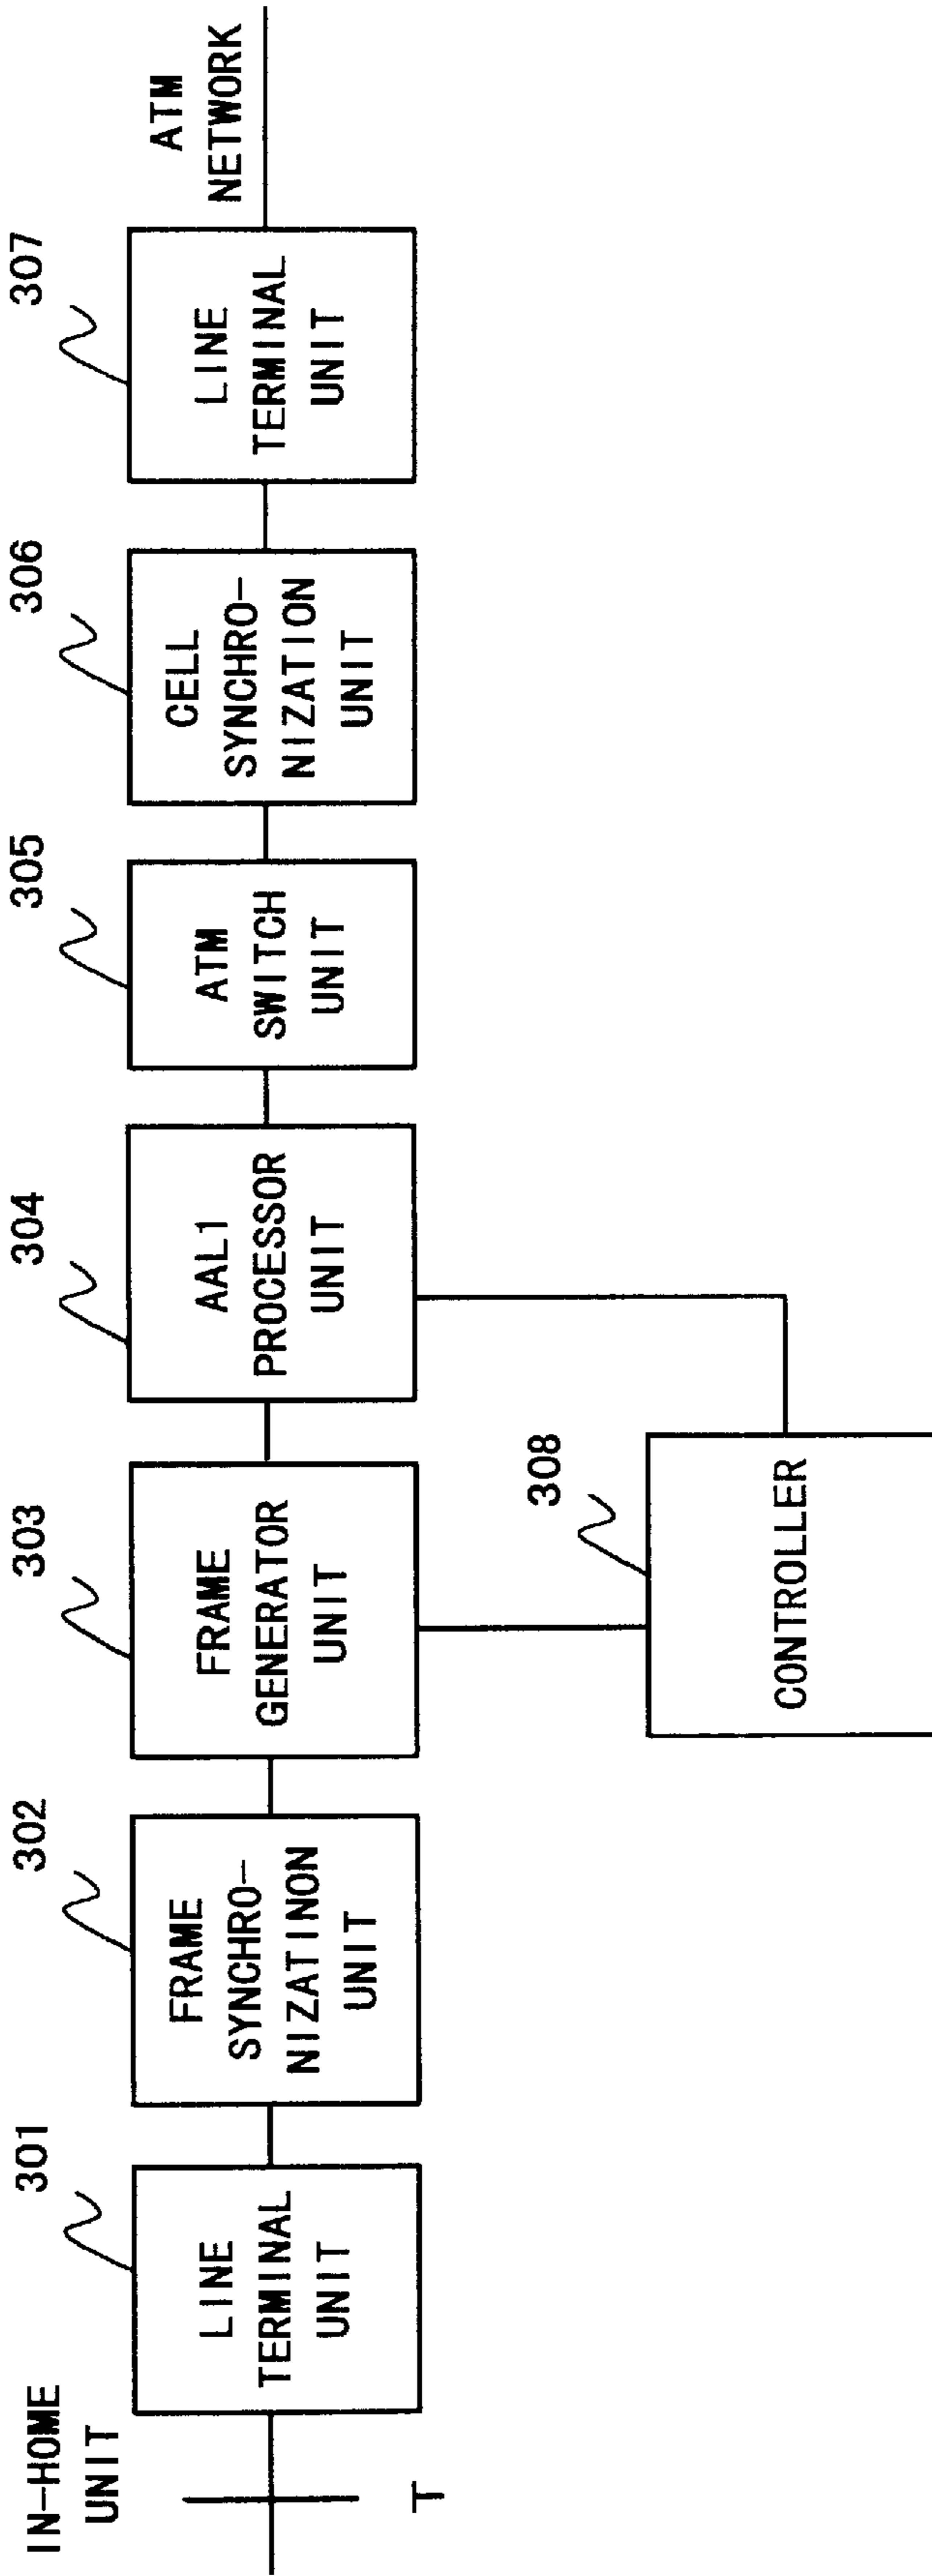 IN-HOME
UNIT
T
301
LINE
TERMINAL
UNIT
302
FRAME
SYNCHRO-
NIZATINON
UNIT
303
FRAME
GENERATOR
UNIT
304
AAL1
PROCESSOR
UNIT
305
ATM
SWITCH
UNIT
306
CELL
SYNCHRO-
NIZATION
UNIT
307
LINE
TERMINAL
UNIT
ATM
NETWORK
308
CONTROLLER